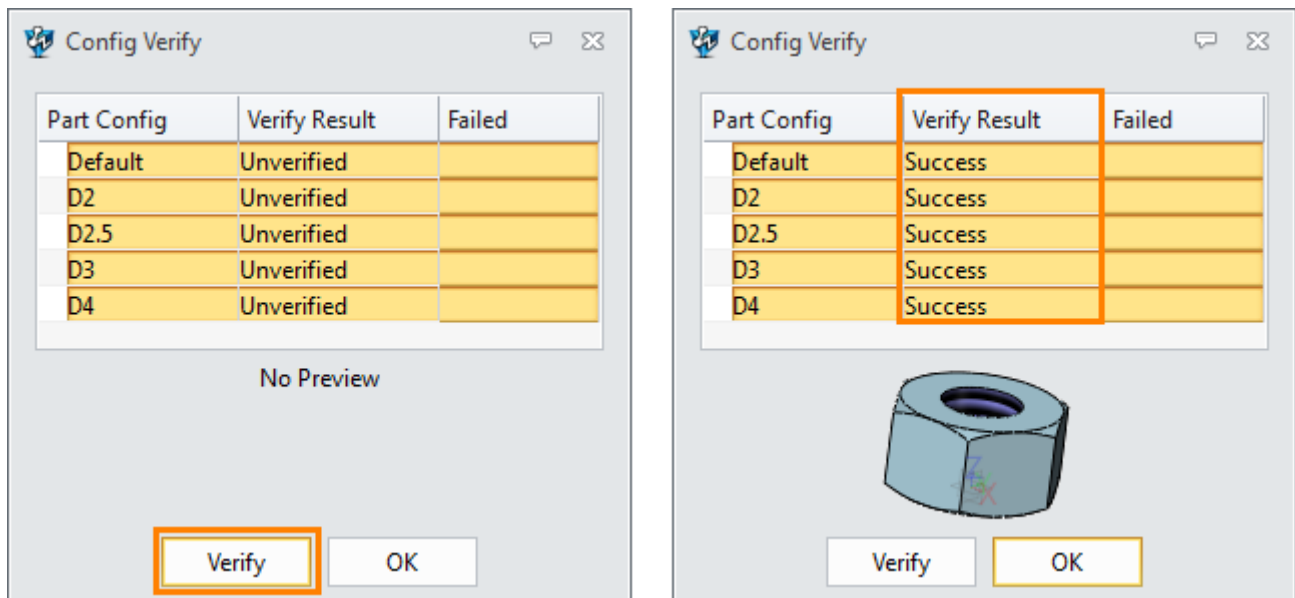 Config Verify
Part Config Verify Result Failed
Default Unverified
D2 Unverified
D2.5 Unverified
D3 Unverified
D4 Unverified
No Preview
Verify OK
Config Verify
Part Config Verify Result Failed
Default Success
D2 Success
D2.5 Success
D3 Success
D4 Success
Z
X
Verify OK